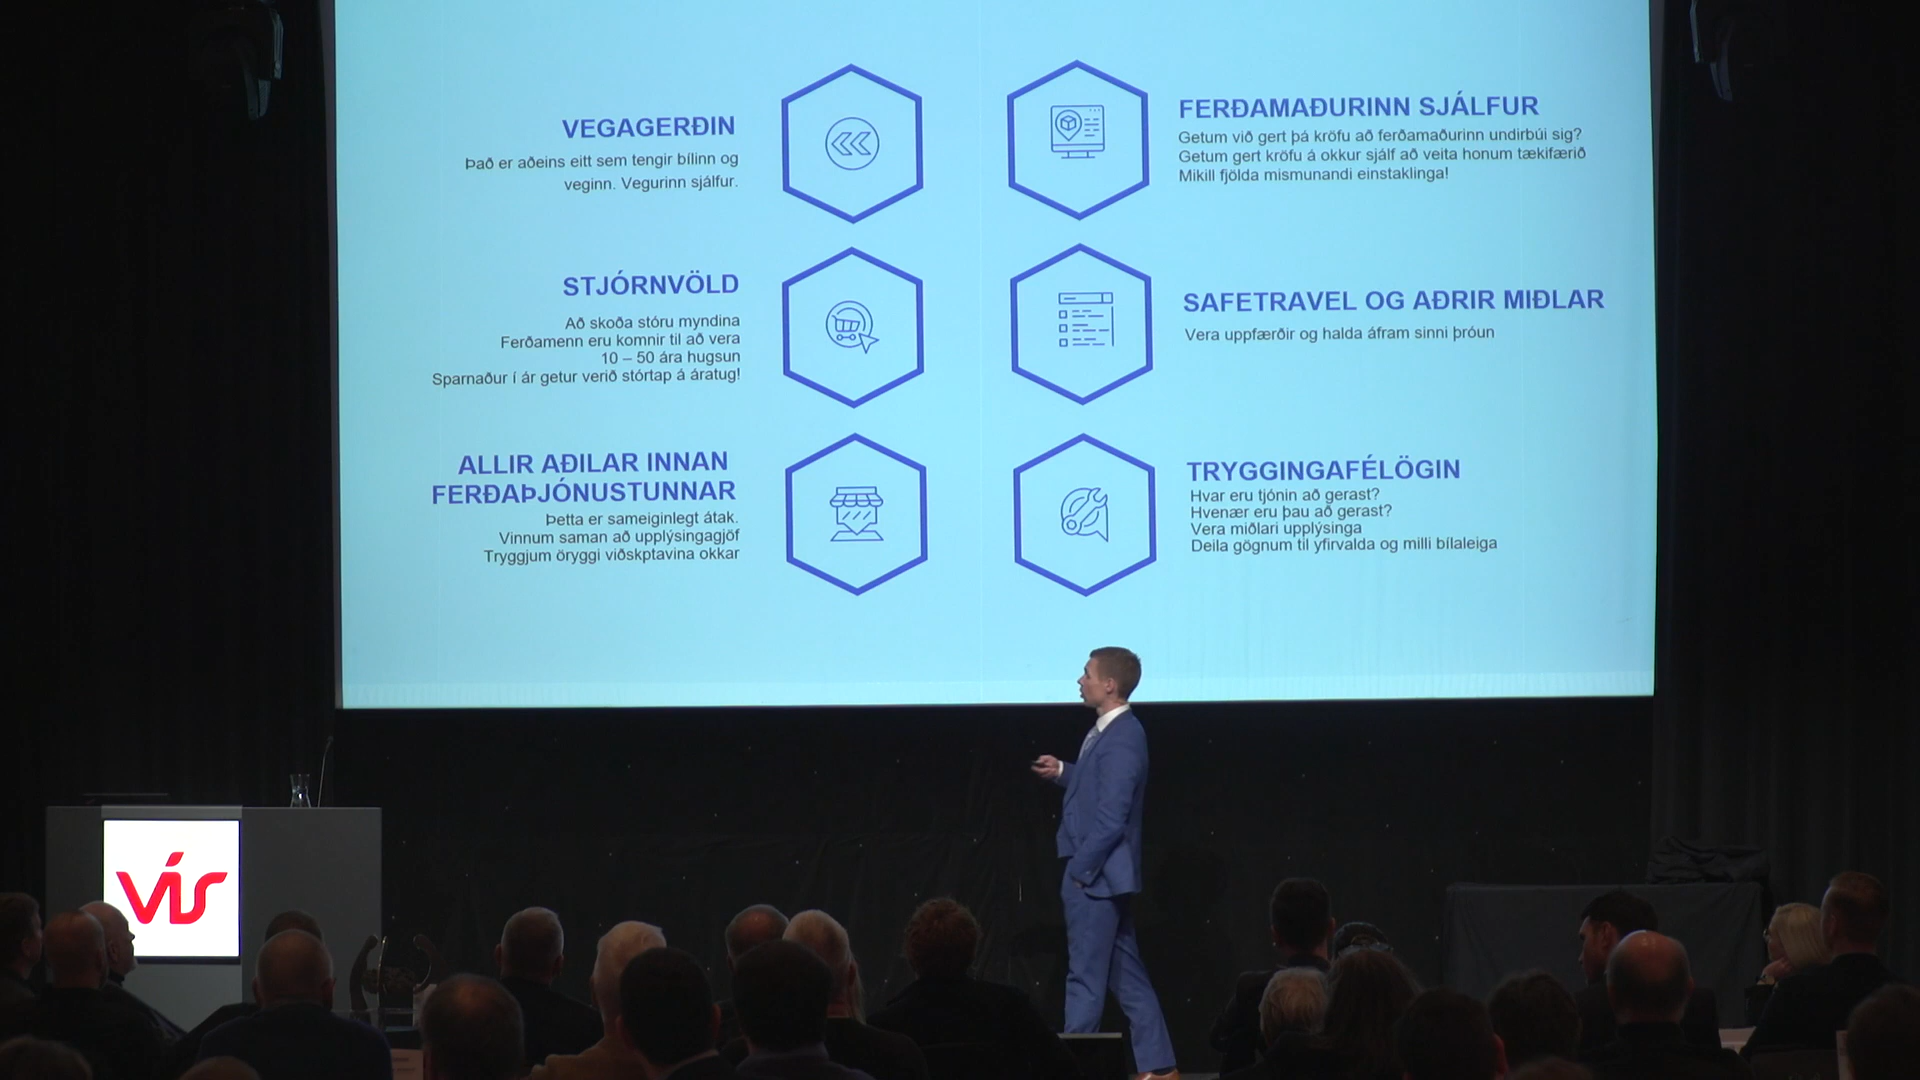 VEGAGERÐIN
Það er aðeins eitt sem tengir bílinn og
veginn. Vegurinn sjálfur.
STJÓRNVÖLD
Að skoða stóru myndina
Ferðamenn eru komnir til að vera
10 – 50 ára hugsun
Sparnaður í ár getur verið stórtap á áratug!
ALLIR AÐILAR INNAN
FERÐAÞJÓNUSTUNNAR
Þetta er sameiginlegt átak.
Vinnum saman að upplýsingagjöf
Tryggjum öryggi viðskptavina okkar
FERÐAMAÐURINN SJÁLFUR
Getum við gert þá kröfu að ferðamaðurinn undirbúi sig?
Getum gert kröfu á okkur sjálf að veita honum tækifærið
Mikill fjölda mismunandi einstaklinga!
SAFETRAVEL OG AÐRIR MIÐLAR
Vera uppfærðir og halda áfram sinni þróun
TRYGGINGAFÉLÖGIN
Hvar eru tjónin að gerast?
Hvenær eru þau að gerast?
Vera miðlari upplýsinga
Deila gögnum til yfirvalda og milli bílaleiga
vís